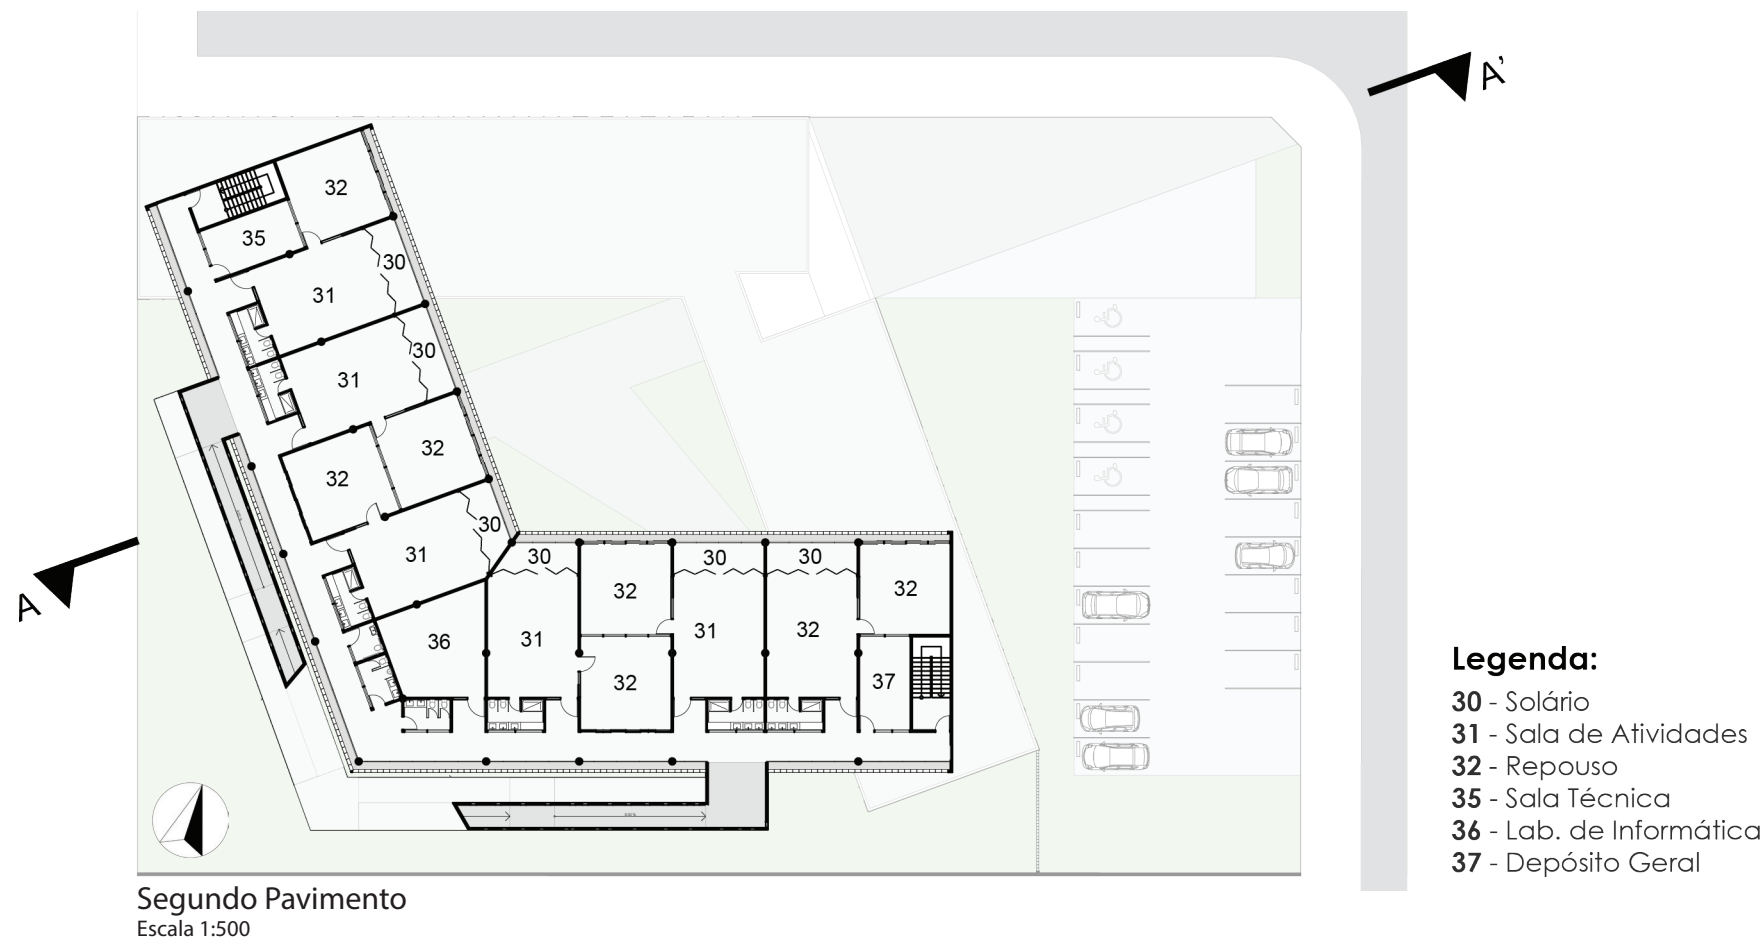 A'
32
35
30
31
30
31
32
32
30
31
30
30
30
32
32
36
31
31
32
32
37
A
Legenda:
30 - Solário
31 - Sala de Atividades
32 - Repouso
35 - Sala Técnica
36 - Lab. de Informática
37 - Depósito Geral
Segundo Pavimento
Escala 1:500